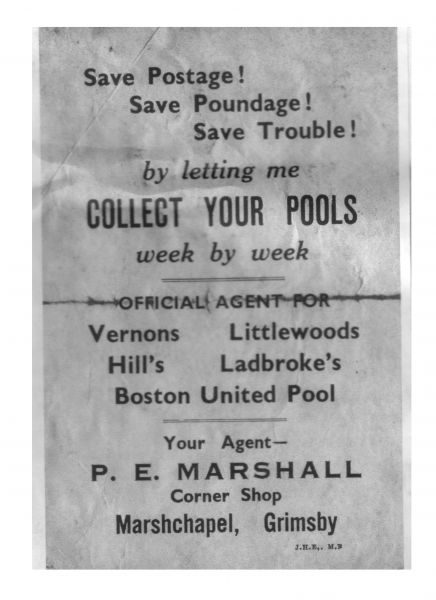 Save Postage!
Save Poundage!
Save Trouble!
by letting me
COLLECT YOUR POOLS
week by week
OFFICIAL AGENT FOR
Vernons Littlewoods
Hill's Ladbroke's
Boston United Pool
Your Agent—
P. E. MARSHALL
Corner Shop
Marshchapel, Grimsby
J.H.E,. M.F